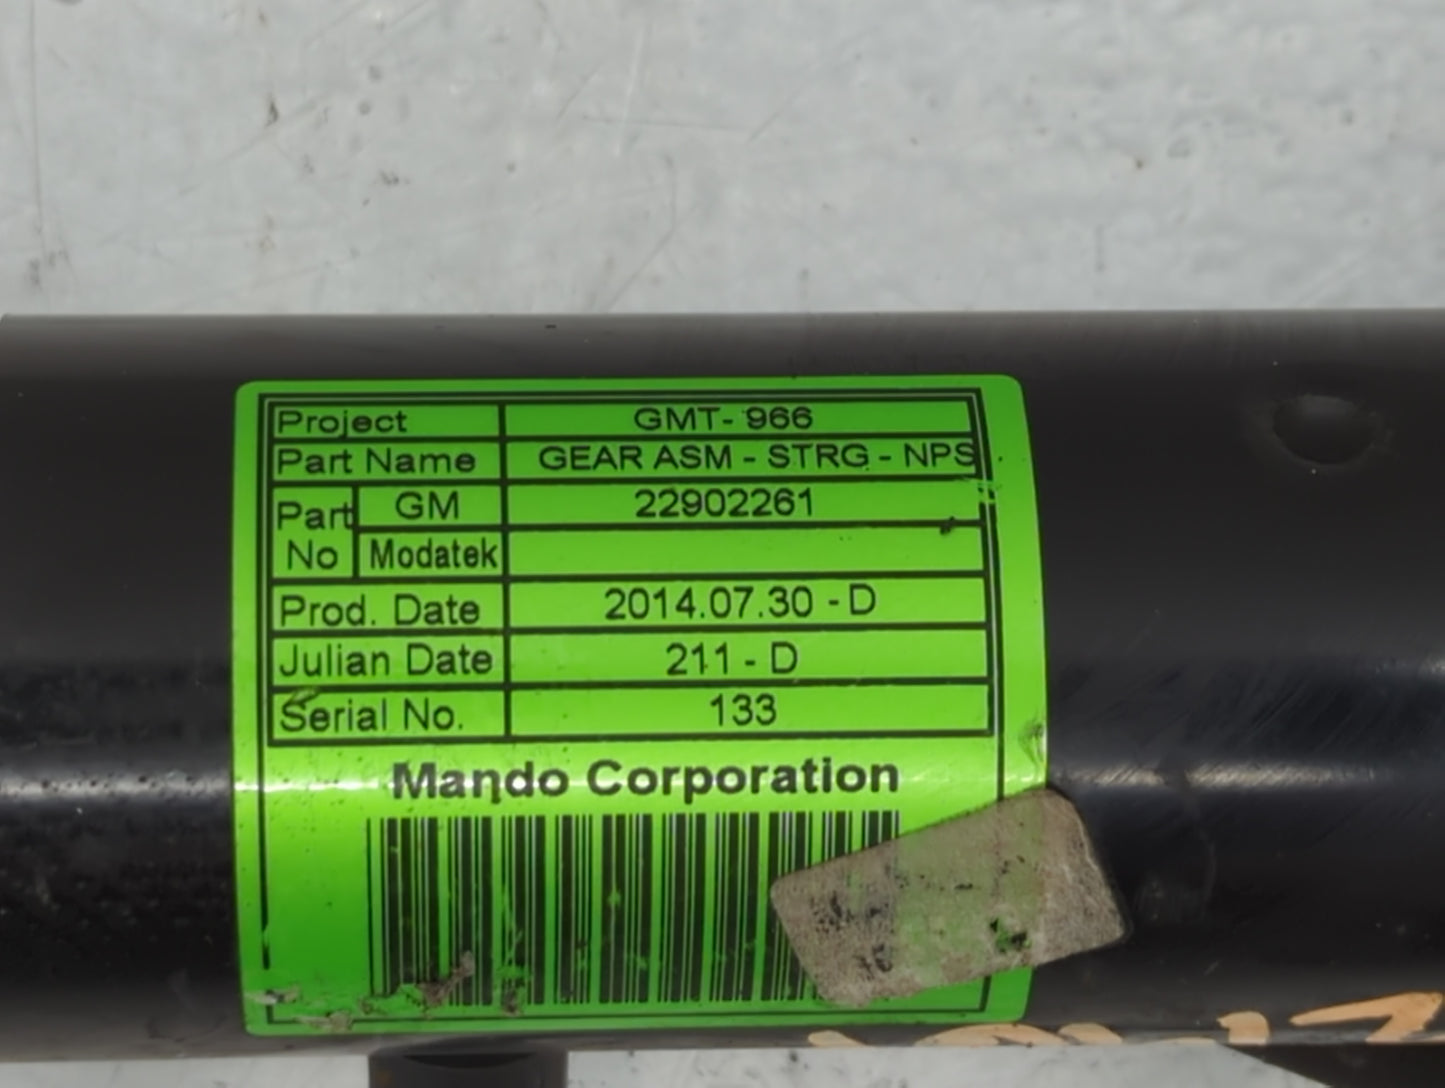 Project GMT- 966
Part Name GEAR ASM - STRG - NPS
Part No GM 22902261
Modatek
Prod. Date 2014.07.30 - D
Julian Date 211 - D
Serial No. 133
Mando Corporation